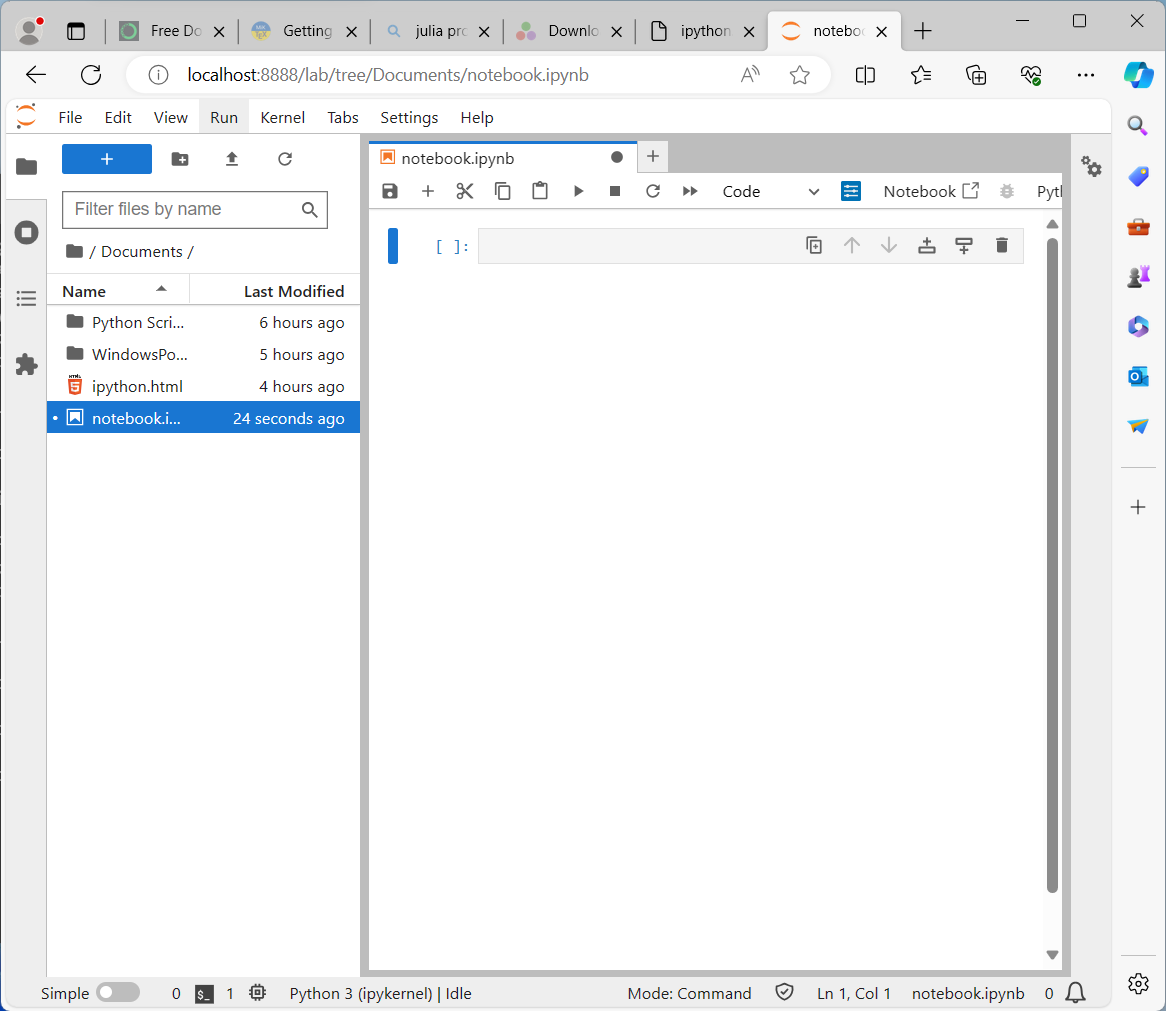 Free Do
Getting
julia pro
Downlo
ipython
noteboo
localhost:8888/lab/tree/Documents/notebook.ipynb
File Edit View Run Kernel Tabs Settings Help
notebook.ipynb
Code Notebook Pyth
Filter files by name
/ Documents /
[ ]:
Name Last Modified
Python Scri... 6 hours ago
WindowsPo... 5 hours ago
ipython.html 4 hours ago
notebook.i... 24 seconds ago
Simple 0 $_ 1 Python 3 (ipykernel) | Idle Mode: Command Ln 1, Col 1 notebook.ipynb 0